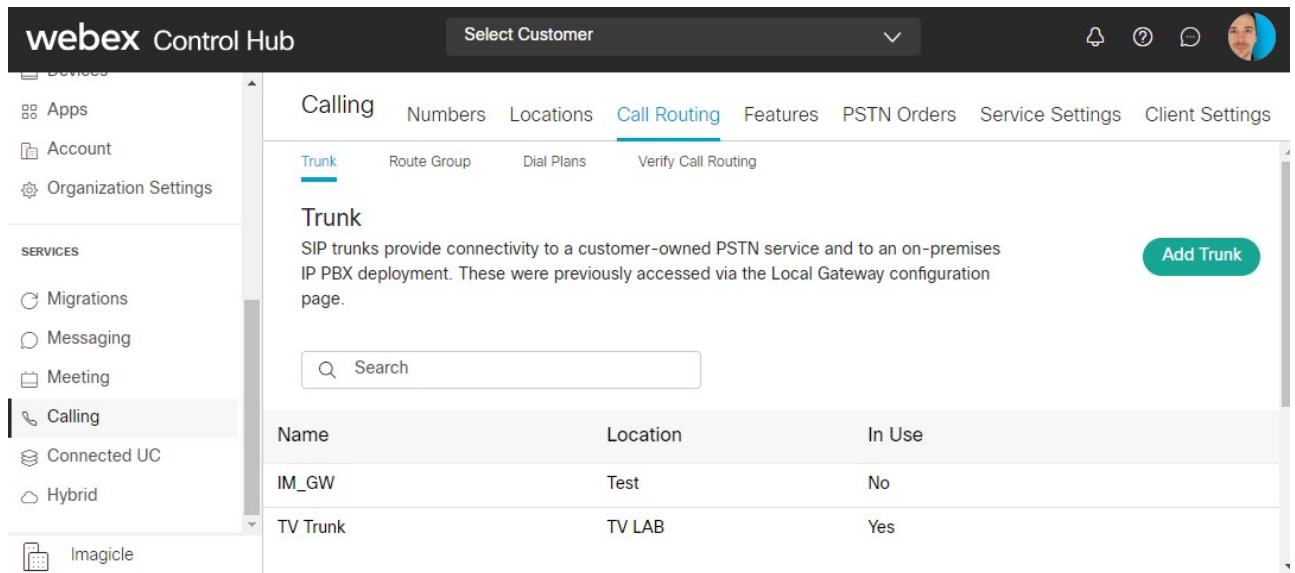 webex Control Hub
Select Customer
Devices
Apps
Account
Organization Settings
SERVICES
Migrations
Messaging
Meeting
Calling
Connected UC
Hybrid
Imagicle
Calling
Numbers Locations Call Routing Features PSTN Orders Service Settings Client Settings
Trunk Route Group Dial Plans Verify Call Routing
Trunk
SIP trunks provide connectivity to a customer-owned PSTN service and to an on-premises
IP PBX deployment. These were previously accessed via the Local Gateway configuration
page.
Add Trunk
Search
Name Location In Use
IM_GW Test No
TV Trunk TV LAB Yes